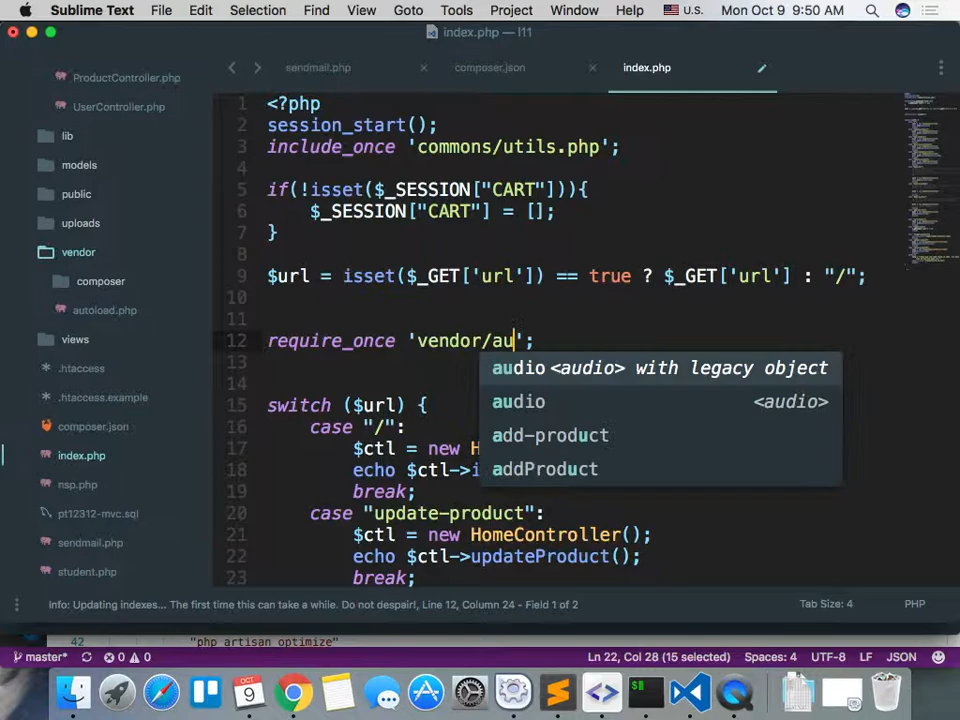 Sublime Text File Edit Selection Find View Goto Tools Project Window Help U.S. Mon Oct 9 9:50 AM
index.php — l11
ProductController.php
UserController.php
lib
models
public
uploads
vendor
composer
autoload.php
views
.htaccess
.htaccess.example
composer.json
index.php
nsp.php
pt12312-mvc.sql
sendmail.php
student.php
sendmail.php × composer.json × index.php
1 <?php
2 session_start();
3 include_once 'commons/utils.php';
4
5 if(!isset($_SESSION["CART"])){
6 $_SESSION["CART"] = [];
7 }
8
9 $url = isset($_GET['url']) == true ? $_GET['url'] : "/";
10
11
12 require_once 'vendor/au';
13
14
15 switch ($url) {
16 case "/":
17 $ctl = new H
18 echo $ctl->i
19 break;
20 case "update-product":
21 $ctl = new HomeController();
22 echo $ctl->updateProduct();
23 break;
audio <audio> with legacy object
audio <audio>
add-product
addProduct
Info: Updating indexes... The first time this can take a while. Do not despair!, Line 12, Column 24 - Field 1 of 2 Tab Size: 4 PHP
42 "php artisan optimize"
master* 0 0 Ln 22, Col 28 (15 selected) Spaces: 4 UTF-8 LF JSON
OCT
9